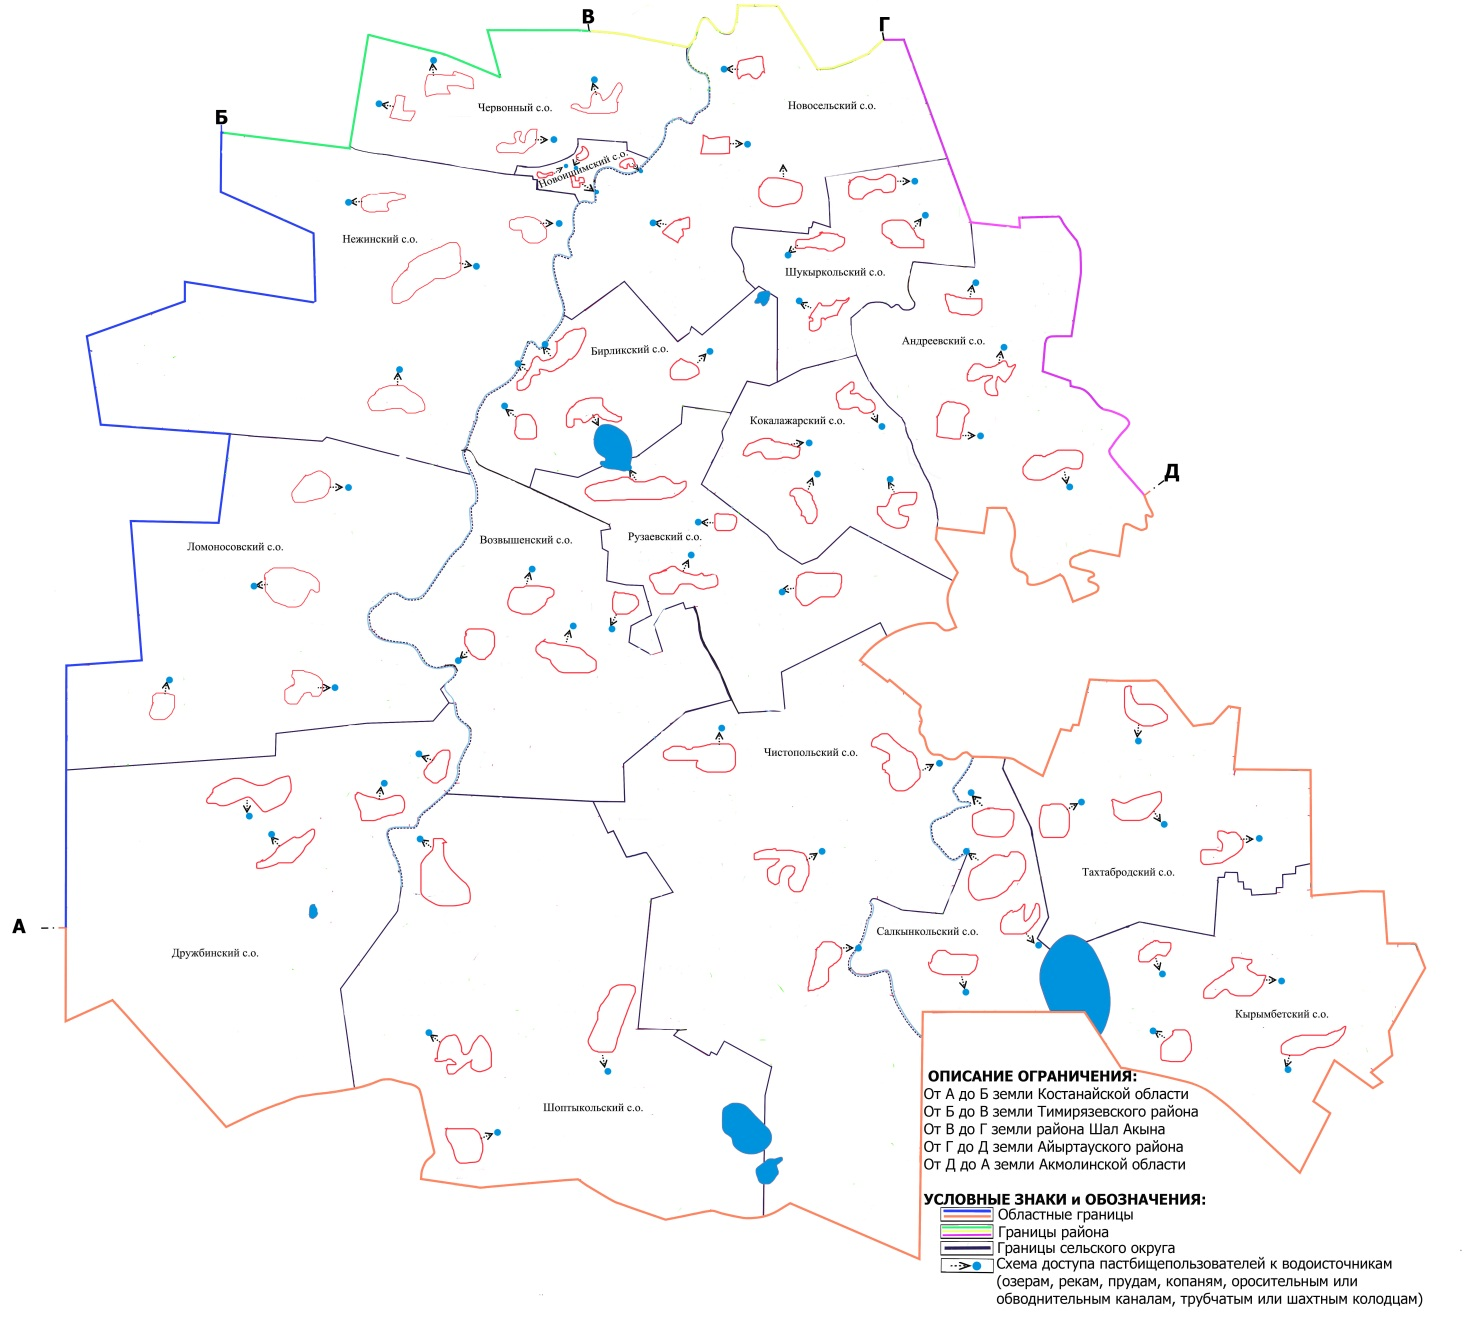 В
Г
Б
Червонный с.о.
Новосельский с.о.
Новоишимский с.о.
Нежинский с.о.
Шукыркольский с.о.
Бирликский с.о.
Андреевский с.о.
Кокалажарский с.о.
Д
Ломоносовский с.о.
Возвышенский с.о.
Рузаевский с.о.
Чистопольский с.о.
Тахтабродский с.о.
А
Дружбинский с.о.
Салкынкольский с.о.
Кырымбетский с.о.
Шоптыкольский с.о.
ОПИСАНИЕ ОГРАНИЧЕНИЯ:
От А до Б земли Костанайской области
От Б до В земли Тимирязевского района
От В до Г земли района Шал Акына
От Г до Д земли Айыртауского района
От Д до А земли Акмолинской области
УСЛОВНЫЕ ЗНАКИ и ОБОЗНАЧЕНИЯ:
Областные границы
Границы района
Границы сельского округа
Схема доступа пастбищепользователей к водоисточникам
(озерам, рекам, прудам, копаням, оросительным или
обводнительным каналам, трубчатым или шахтным колодцам)